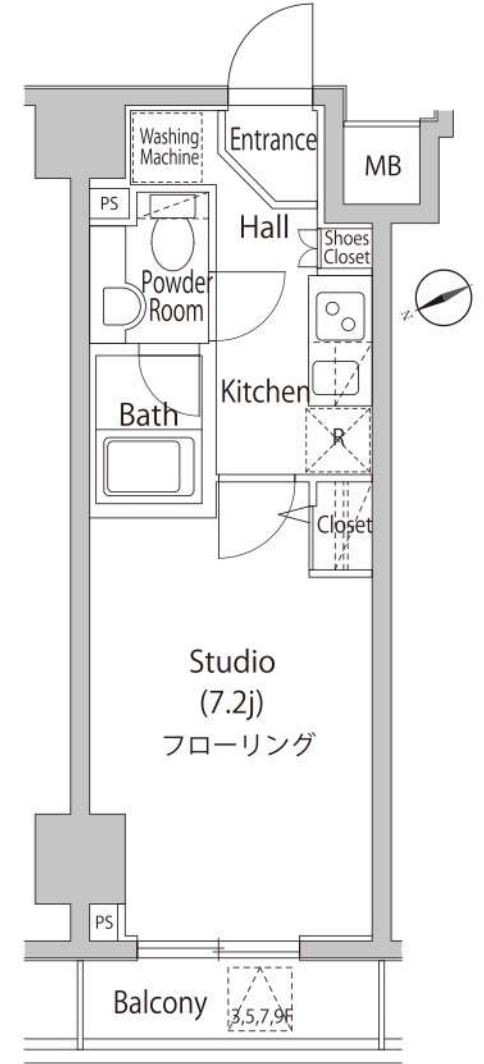 Washing
Machine
Entrance
MB
PS
Hall
Shoes
Closet
Powder
Room
N
Kitchen
Bath
R
Closet
Studio
(7.2j)
フローリング
PS
Balcony
3,5,7,9F